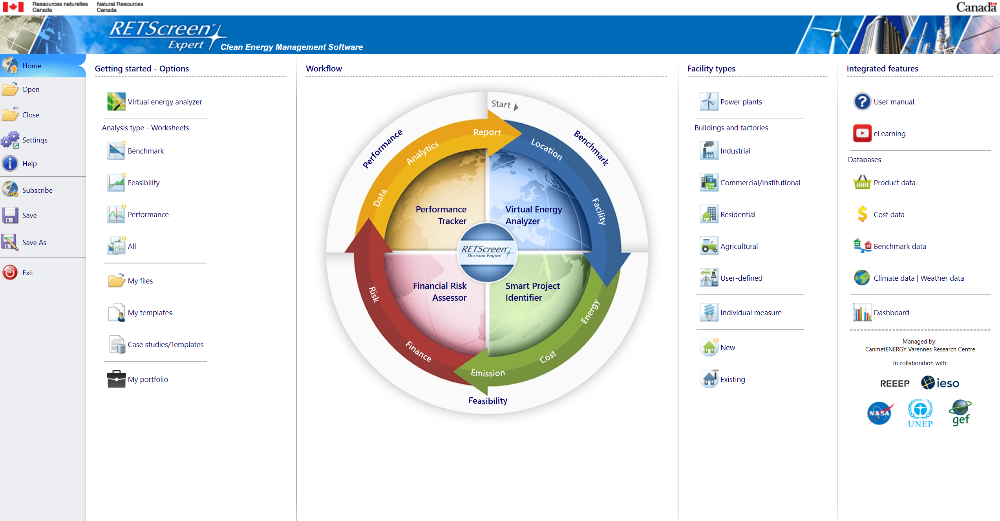 Ressources naturelles
Canada
Natural Resources
Canada
Canada
RETScreen®
Expert
Clean Energy Management Software
Home
Open
Close
Settings
Help
Subscribe
Save
Save As
Exit
Getting started - Options
Virtual energy analyzer
Analysis type - Worksheets
Benchmark
Feasibility
Performance
All
My files
My templates
Case studies/Templates
My portfolio
Workflow
Start
Benchmark
Feasibility
Performance
Location
Facility
Energy
Cost
Emission
Finance
Risk
Data
Analytics
Report
Performance
Tracker
Virtual Energy
Analyzer
RETScreen®
Decision Engine
Financial Risk
Assessor
Smart Project
Identifier
Facility types
Power plants
Buildings and factories
Industrial
Commercial/Institutional
Residential
Agricultural
User-defined
Individual measure
New
Existing
Integrated features
User manual
eLearning
Databases
Product data
Cost data
Benchmark data
Climate data | Weather data
Dashboard
Managed by:
CanmetENERGY Varennes Research Centre
In collaboration with:
REEEP
ieso
NASA
UNEP
gef